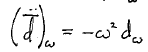 (d̈)_ω = -ω² d_ω